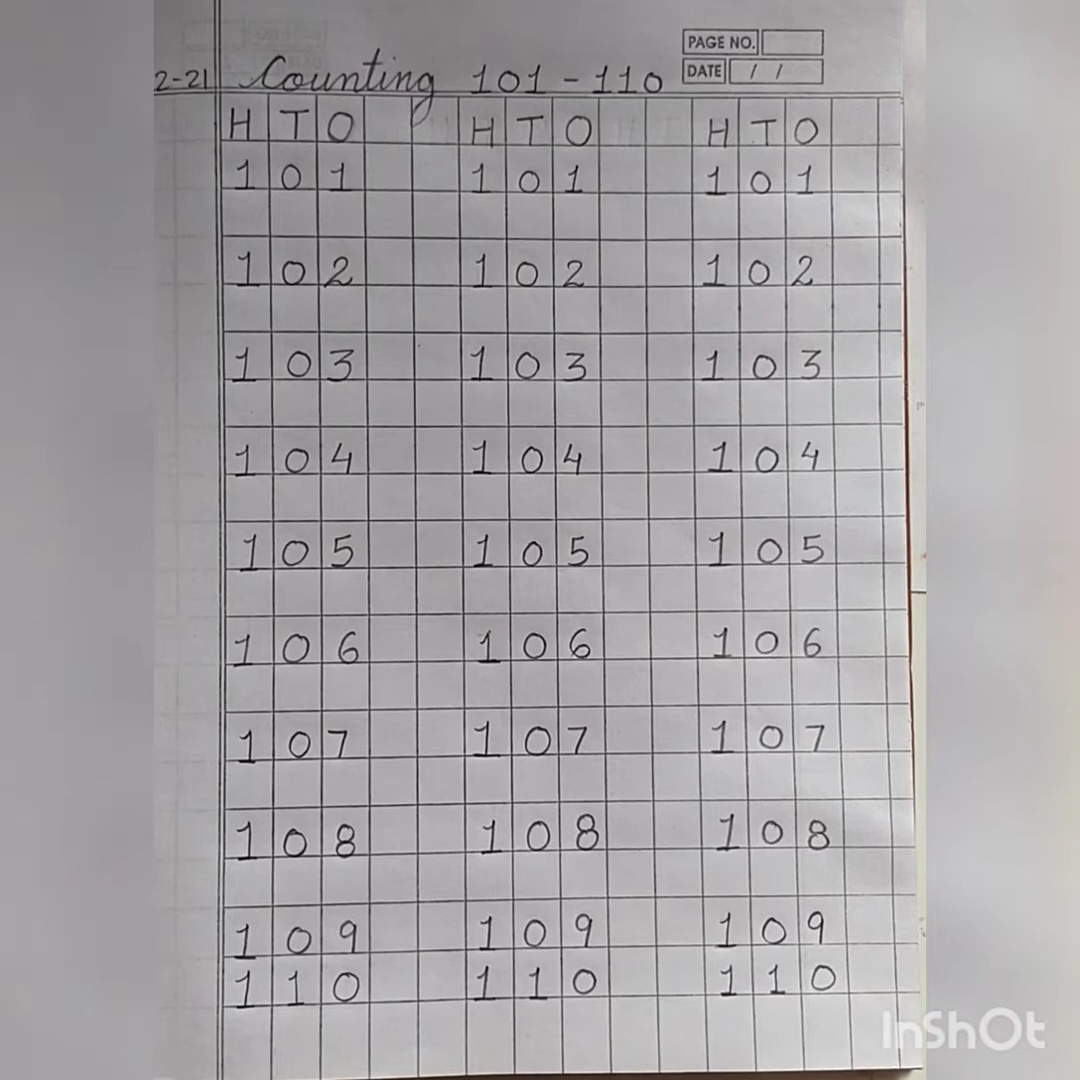 PAGE NO.
DATE / /
2-21 Counting 101 - 110
H T O H T O H T O
1 0 1 1 0 1 1 0 1
1 0 2 1 0 2 1 0 2
1 0 3 1 0 3 1 0 3
1 0 4 1 0 4 1 0 4
1 0 5 1 0 5 1 0 5
1 0 6 1 0 6 1 0 6
1 0 7 1 0 7 1 0 7
1 0 8 1 0 8 1 0 8
1 0 9 1 0 9 1 0 9
1 1 0 1 1 0 1 1 0
InShOt